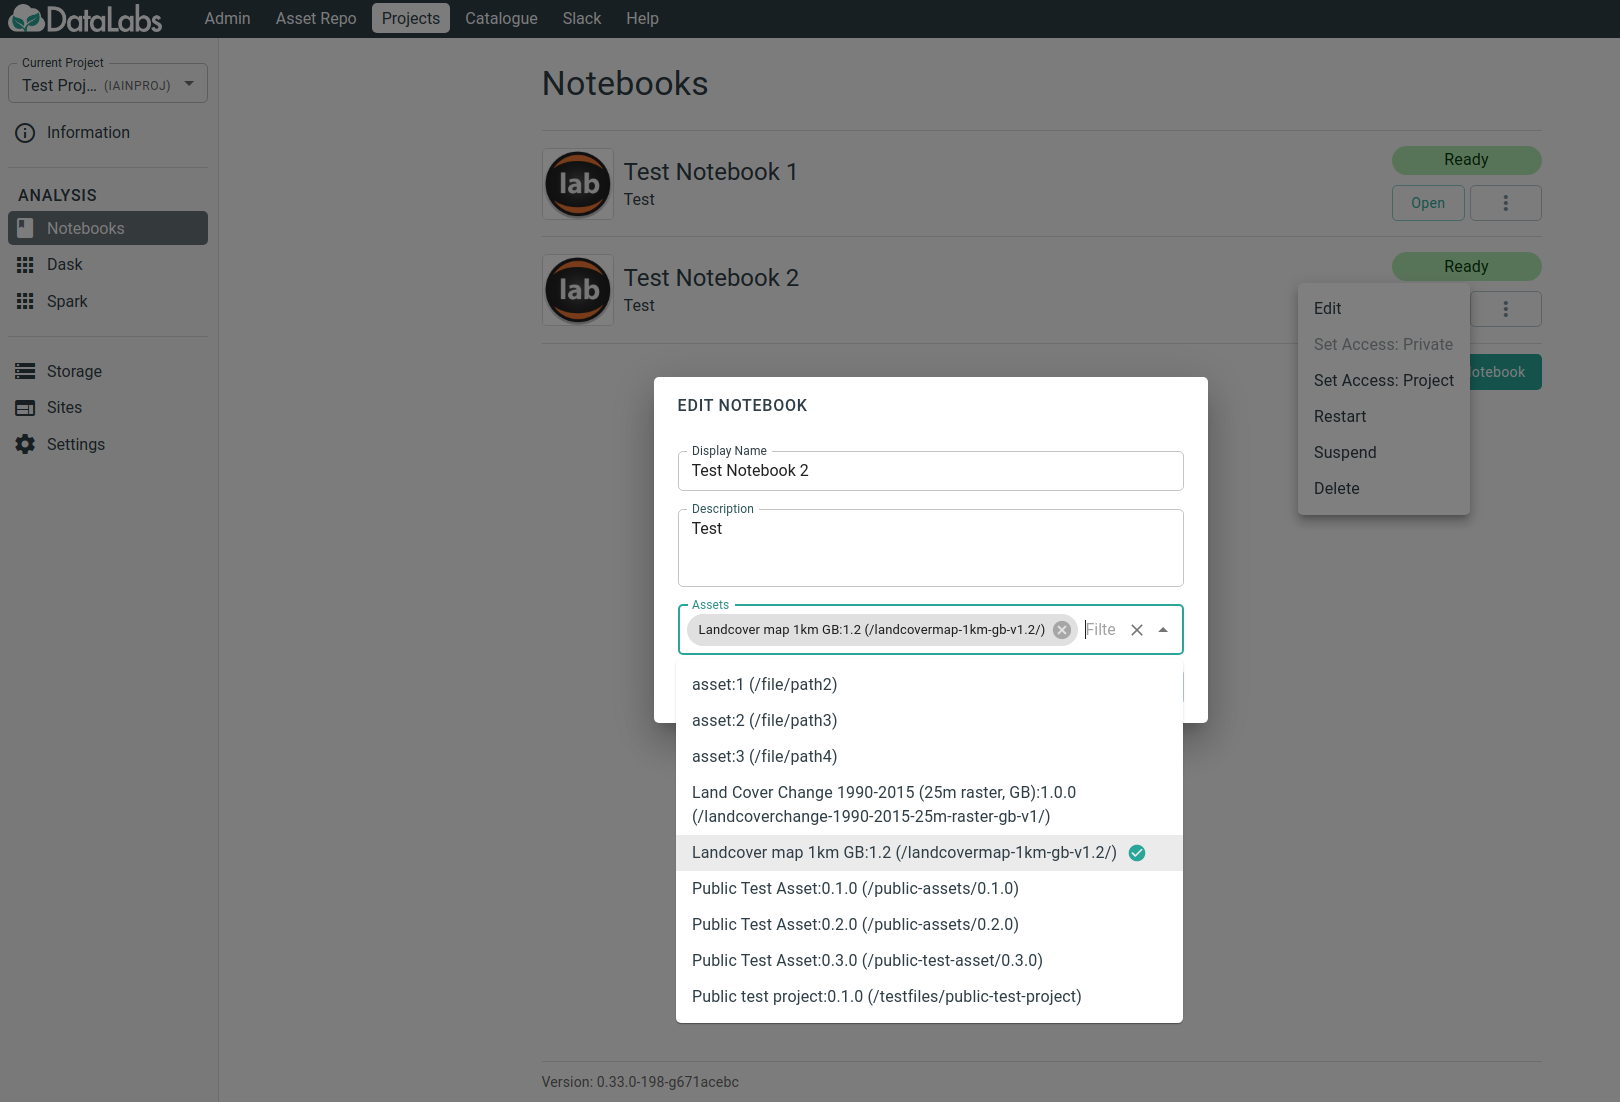 DataLabs
Admin
Asset Repo
Projects
Catalogue
Slack
Help
Current Project
Test Proj... (IAINPROJ)
Information
ANALYSIS
Notebooks
Dask
Spark
Storage
Sites
Settings
Notebooks
lab
Test Notebook 1
Test
Ready
Open
lab
Test Notebook 2
Test
Ready
Edit
Set Access: Private
Set Access: Project
Restart
Suspend
Delete
otebook
EDIT NOTEBOOK
Display Name
Test Notebook 2
Description
Test
Assets
Landcover map 1km GB:1.2 (/landcovermap-1km-gb-v1.2/)
Filte
asset:1 (/file/path2)
asset:2 (/file/path3)
asset:3 (/file/path4)
Land Cover Change 1990-2015 (25m raster, GB):1.0.0
(/landcoverchange-1990-2015-25m-raster-gb-v1/)
Landcover map 1km GB:1.2 (/landcovermap-1km-gb-v1.2/)
Public Test Asset:0.1.0 (/public-assets/0.1.0)
Public Test Asset:0.2.0 (/public-assets/0.2.0)
Public Test Asset:0.3.0 (/public-test-asset/0.3.0)
Public test project:0.1.0 (/testfiles/public-test-project)
Version: 0.33.0-198-g671acebc